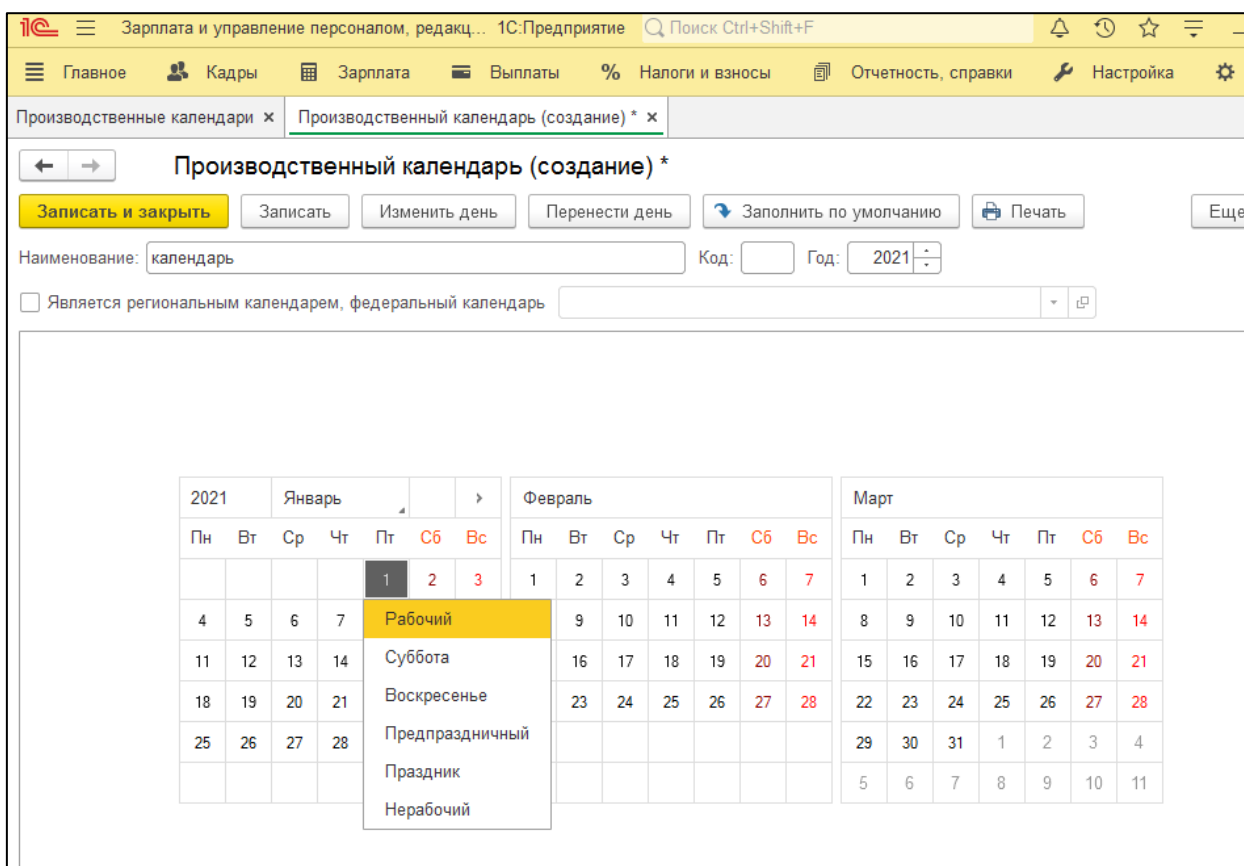 1С Зарплата и управление персоналом, редакц... 1С:Предприятие Поиск Ctrl+Shift+F
Главное Кадры Зарплата Выплаты % Налоги и взносы Отчетность, справки Настройка
Производственные календари × Производственный календарь (создание) * ×
Производственный календарь (создание) *
Записать и закрыть Записать Изменить день Перенести день Заполнить по умолчанию Печать Еще
Наименование: календарь Код: Год: 2021
Является региональным календарем, федеральный календарь
2021 Январь > Февраль Март
Пн Вт Ср Чт Пт Сб Вс Пн Вт Ср Чт Пт Сб Вс Пн Вт Ср Чт Пт Сб Вс
1 2 3 1 2 3 4 5 6 7 1 2 3 4 5 6 7
4 5 6 7 Рабочий 9 10 11 12 13 14 8 9 10 11 12 13 14
11 12 13 14 Суббота 16 17 18 19 20 21 15 16 17 18 19 20 21
18 19 20 21 Воскресенье 23 24 25 26 27 28 22 23 24 25 26 27 28
25 26 27 28 Предпраздничный 29 30 31 1 2 3 4
Праздник 5 6 7 8 9 10 11
Нерабочий